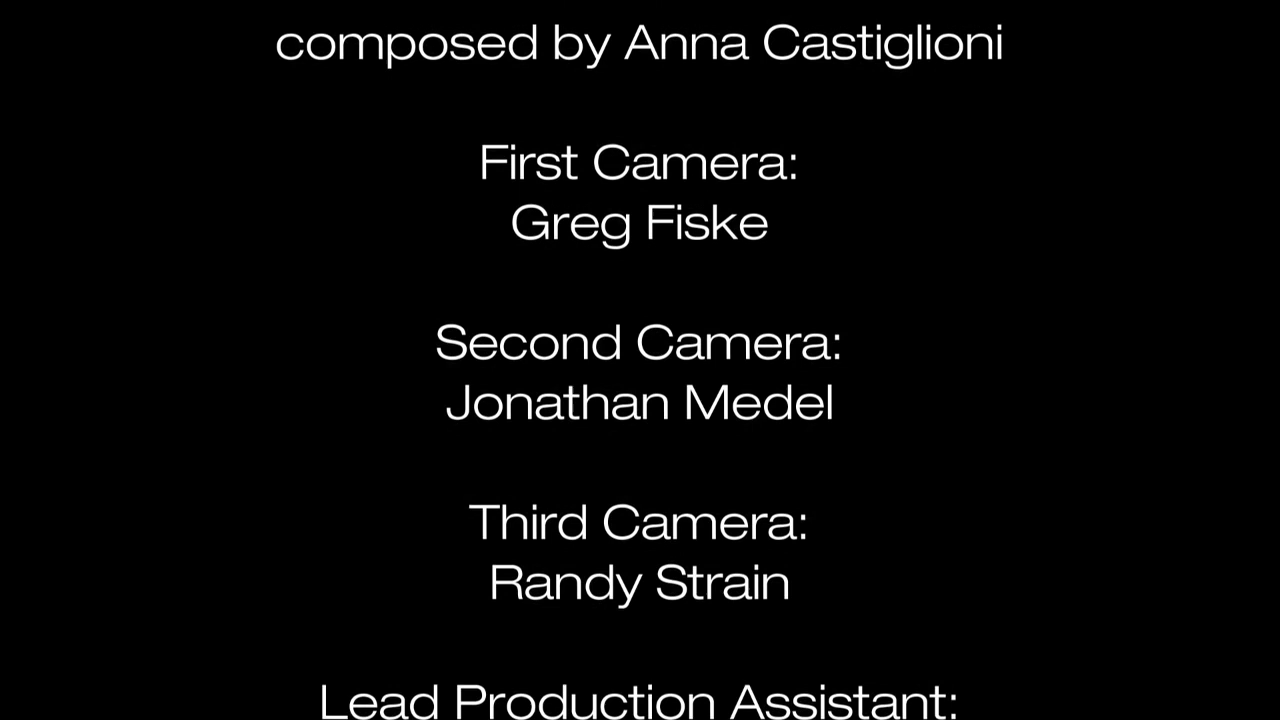 composed by Anna Castiglioni
First Camera:
Greg Fiske
Second Camera:
Jonathan Medel
Third Camera:
Randy Strain
Lead Production Assistant: